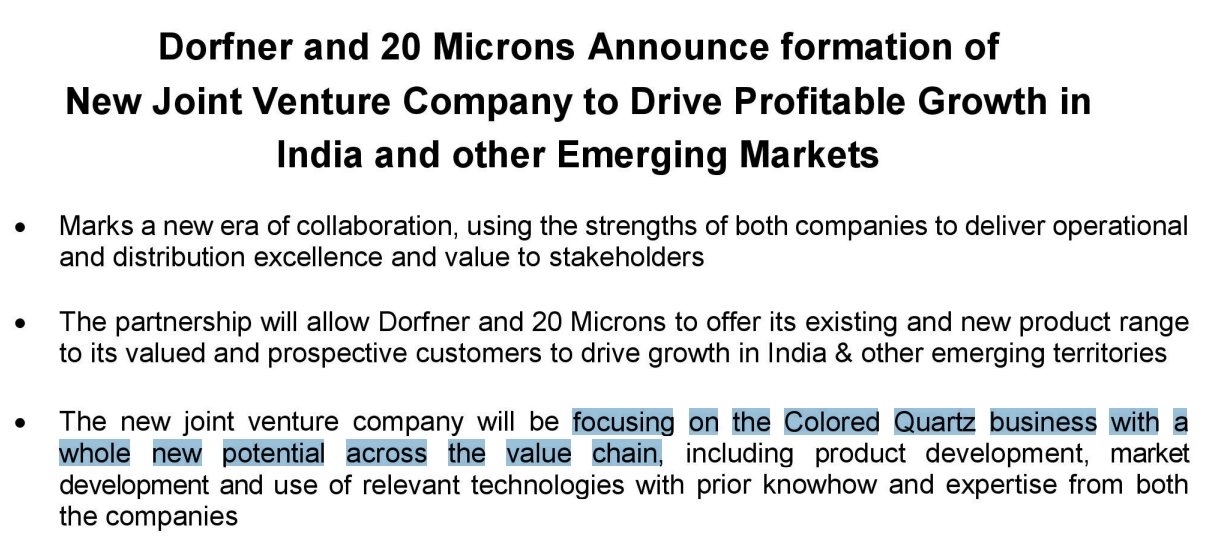 Dorfner and 20 Microns Announce formation of
New Joint Venture Company to Drive Profitable Growth in
India and other Emerging Markets
• Marks a new era of collaboration, using the strengths of both companies to deliver operational
and distribution excellence and value to stakeholders
• The partnership will allow Dorfner and 20 Microns to offer its existing and new product range
to its valued and prospective customers to drive growth in India & other emerging territories
• The new joint venture company will be focusing on the Colored Quartz business with a
whole new potential across the value chain, including product development, market
development and use of relevant technologies with prior knowhow and expertise from both
the companies